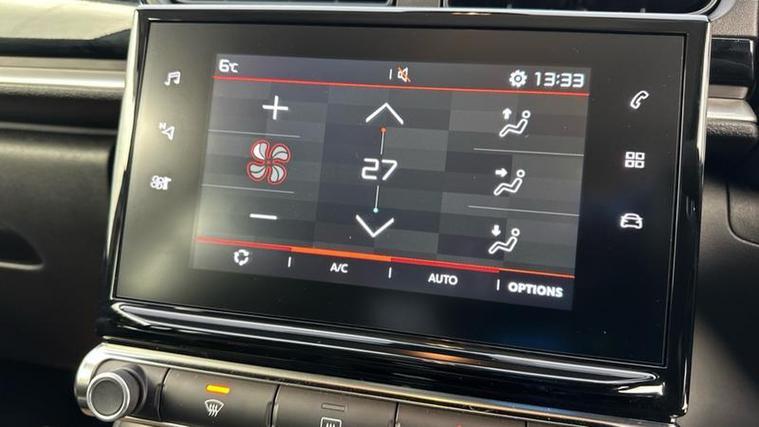 6°C 13:33
N
27
A/C AUTO OPTIONS